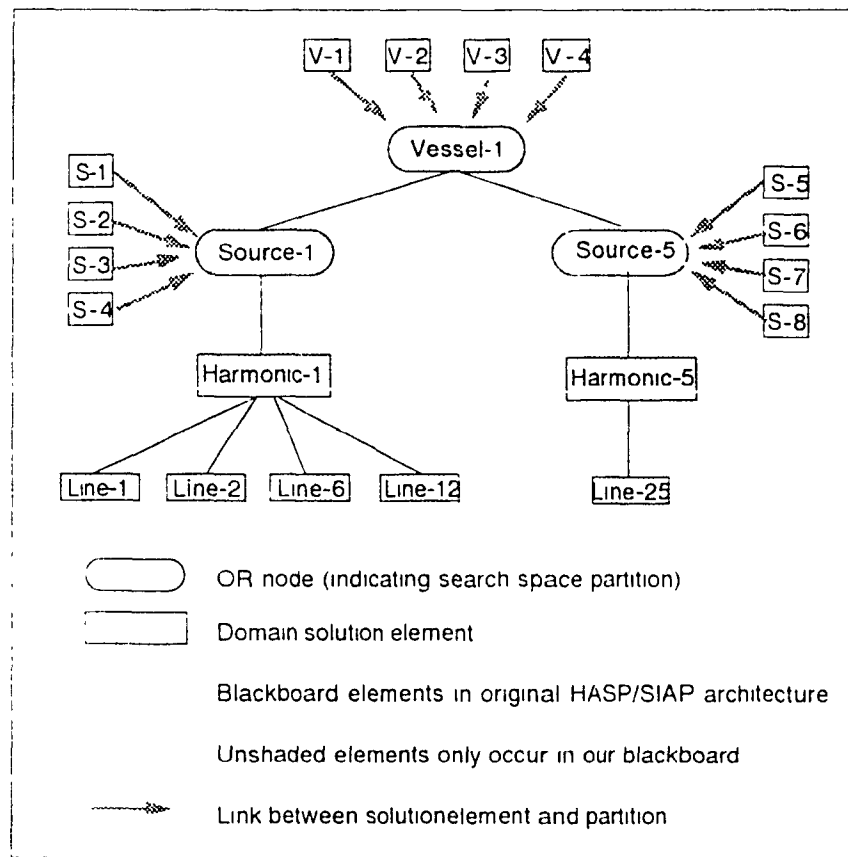 V-1 V-2 V-3 V-4
Vessel-1
S-1
S-2
S-3
S-4
Source-1
Source-5
S-5
S-6
S-7
S-8
Harmonic-1
Harmonic-5
Line-1 Line-2 Line-6 Line-12
Line-25
OR node (indicating search space partition)
Domain solution element
Blackboard elements in original HASP/SIAP architecture
Unshaded elements only occur in our blackboard
Link between solutionelement and partition